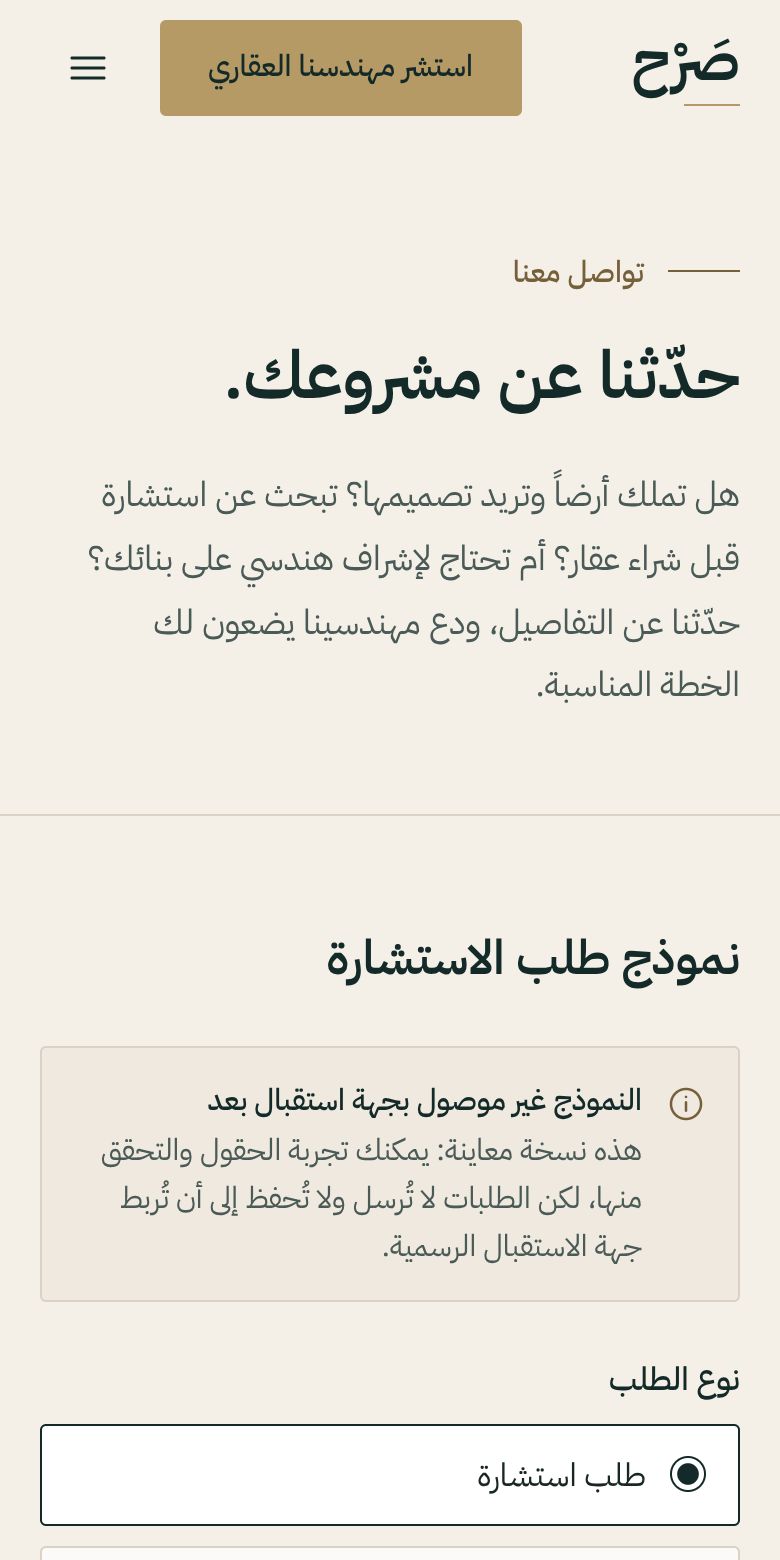 صَرْح
استشر مهندسنا العقاري
تواصل معنا
حدّثنا عن مشروعك.
هل تملك أرضاً وتريد تصميمها؟ تبحث عن استشارة
قبل شراء عقار؟ أم تحتاج لإشراف هندسي على بنائك؟
حدّثنا عن التفاصيل، ودع مهندسينا يضعون لك
الخطة المناسبة.
نموذج طلب الاستشارة
النموذج غير موصول بجهة استقبال بعد
هذه نسخة معاينة: يمكنك تجربة الحقول والتحقق
منها، لكن الطلبات لا تُرسل ولا تُحفظ إلى أن تُربط
جهة الاستقبال الرسمية.
نوع الطلب
طلب استشارة